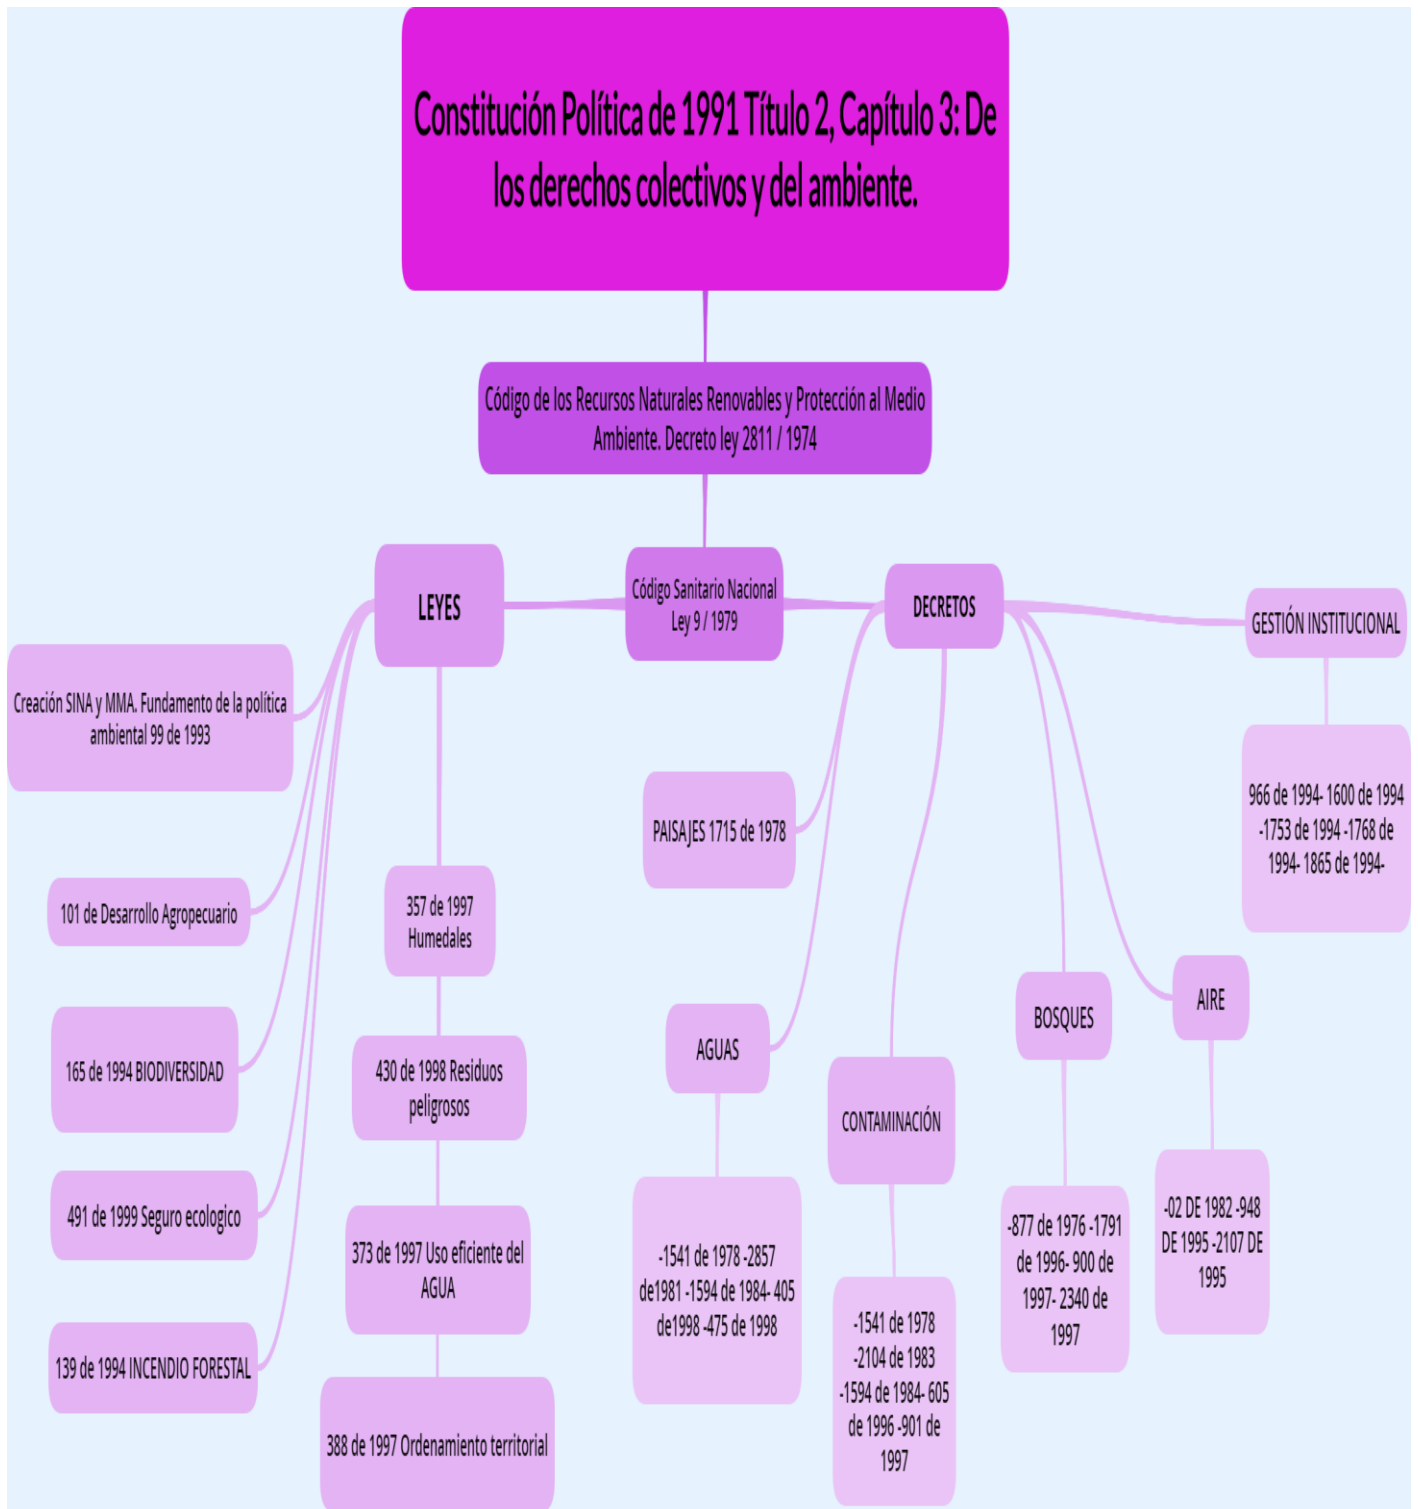 Constitución Política de 1991 Título 2, Capítulo 3: De
los derechos colectivos y del ambiente.
Código de los Recursos Naturales Renovables y Protección al Medio
Ambiente. Decreto ley 2811 / 1974
Código Sanitario Nacional
Ley 9 / 1979
LEYES
Creación SINA y MMA. Fundamento de la política
ambiental 99 de 1993
101 de Desarrollo Agropecuario
165 de 1994 BIODIVERSIDAD
491 de 1999 Seguro ecologico
139 de 1994 INCENDIO FORESTAL
357 de 1997
Humedales
430 de 1998 Residuos
peligrosos
373 de 1997 Uso eficiente del
AGUA
388 de 1997 Ordenamiento territorial
DECRETOS
PAISAJES 1715 de 1978
AGUAS
-1541 de 1978 -2857
de1981 -1594 de 1984- 405
de1998 -475 de 1998
CONTAMINACIÓN
-1541 de 1978
-2104 de 1983
-1594 de 1984- 605
de 1996 -901 de
1997
BOSQUES
-877 de 1976 -1791
de 1996- 900 de
1997- 2340 de
1997
AIRE
-02 DE 1982 -948
DE 1995 -2107 DE
1995
GESTIÓN INSTITUCIONAL
966 de 1994- 1600 de 1994
-1753 de 1994 -1768 de
1994- 1865 de 1994-